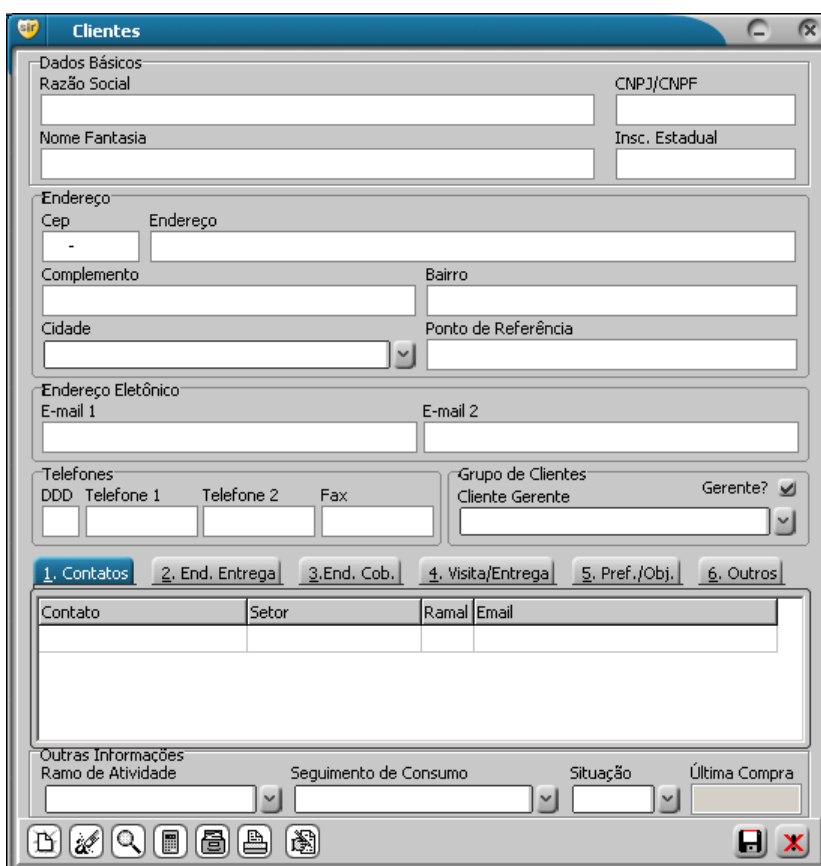 sir Clientes
Dados Básicos
Razão Social CNPJ/CNPF
Nome Fantasia Insc. Estadual
Endereço
Cep Endereço
-
Complemento Bairro
Cidade Ponto de Referência
Endereço Eletônico
E-mail 1 E-mail 2
Telefones Grupo de Clientes
DDD Telefone 1 Telefone 2 Fax Cliente Gerente Gerente?
1. Contatos 2. End. Entrega 3.End. Cob. 4. Visita/Entrega 5. Pref./Obj. 6. Outros
Contato Setor Ramal Email
Outras Informações
Ramo de Atividade Seguimento de Consumo Situação Última Compra